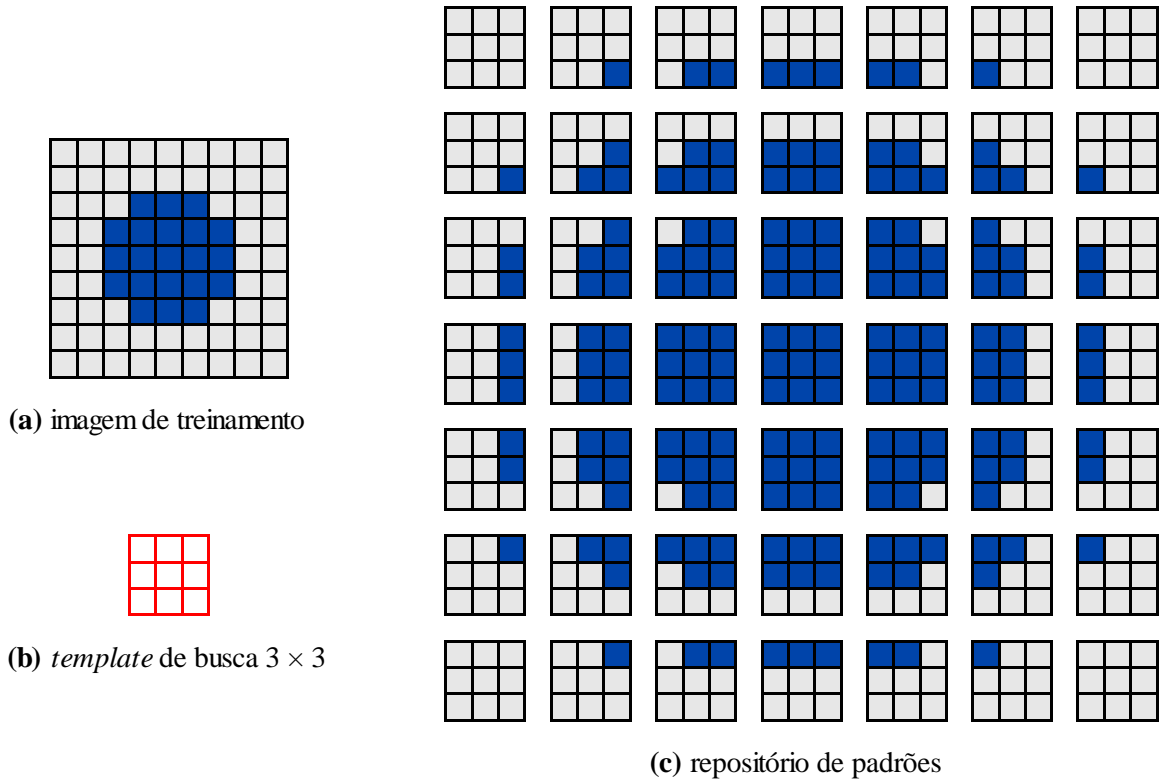 (a) imagem de treinamento
(b) template de busca 3 × 3
(c) repositório de padrões